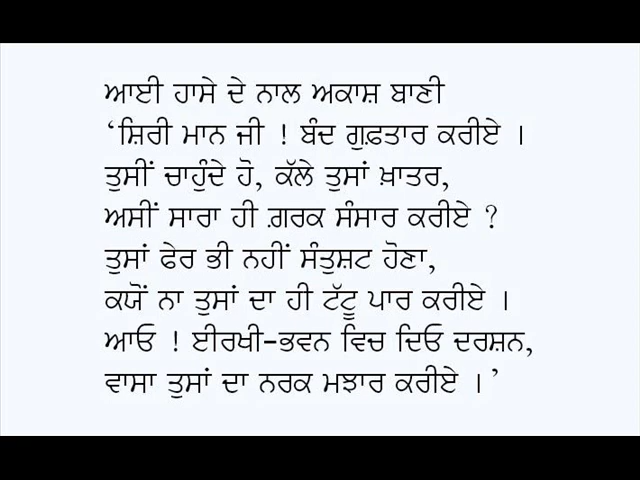 ਆਈ ਹਾਸੇ ਦੇ ਨਾਲ ਅਕਾਸ਼ ਬਾਣੀ
‘ਸ਼ਿਰੀ ਮਾਨ ਜੀ ! ਬੰਦ ਗੁਫ਼ਤਾਰ ਕਰੀਏ ।
ਤੁਸੀਂ ਚਾਹੁੰਦੇ ਹੋ, ਕੱਲੇ ਤੁਸਾਂ ਖ਼ਾਤਰ,
ਅਸੀਂ ਸਾਰਾ ਹੀ ਗ਼ਰਕ ਸੰਸਾਰ ਕਰੀਏ ?
ਤੁਸਾਂ ਫੇਰ ਭੀ ਨਹੀਂ ਸੰਤੁਸ਼ਟ ਹੋਣਾ,
ਕਯੋਂ ਨਾ ਤੁਸਾਂ ਦਾ ਹੀ ਟੱਟੂ ਪਾਰ ਕਰੀਏ ।
ਆਓ ! ਈਰਖੀ-ਭਵਨ ਵਿਚ ਦਿਓ ਦਰਸ਼ਨ,
ਵਾਸਾ ਤੁਸਾਂ ਦਾ ਨਰਕ ਮਝਾਰ ਕਰੀਏ ।’